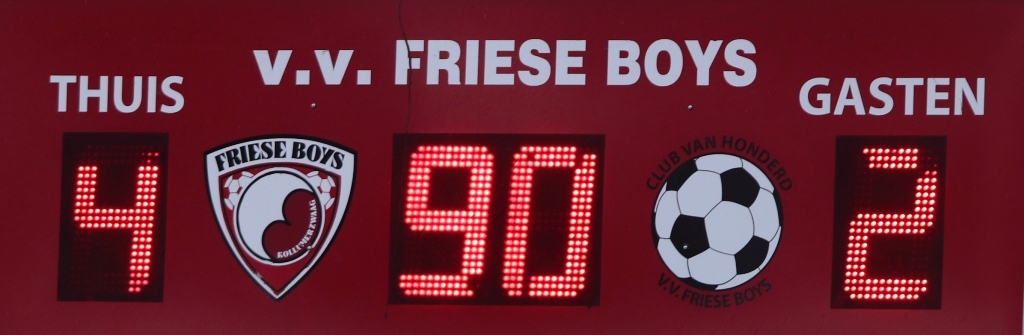 v.v. FRIESE BOYS
THUIS
GASTEN
4
FRIESE BOYS
KOLLUMERZWAAG
90
CLUB VAN HONDERD
V.V. FRIESE BOYS
2